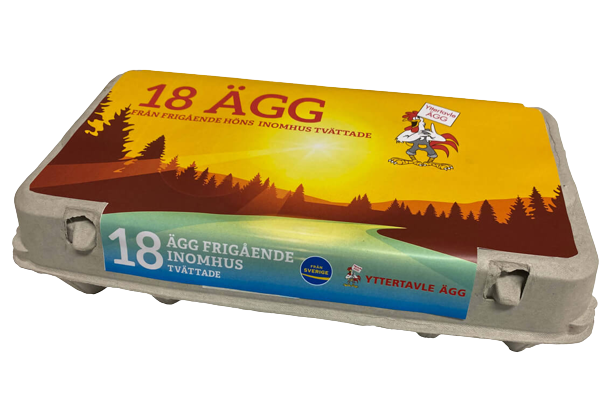 18 ÄGG
FRÅN FRIGÅENDE HÖNS INOMHUS TVÄTTADE
Yttertavle
ÄGG
18
ÄGG FRIGÅENDE
INOMHUS
TVÄTTADE
FRÅN
SVERIGE
YTTERTAVLE ÄGG